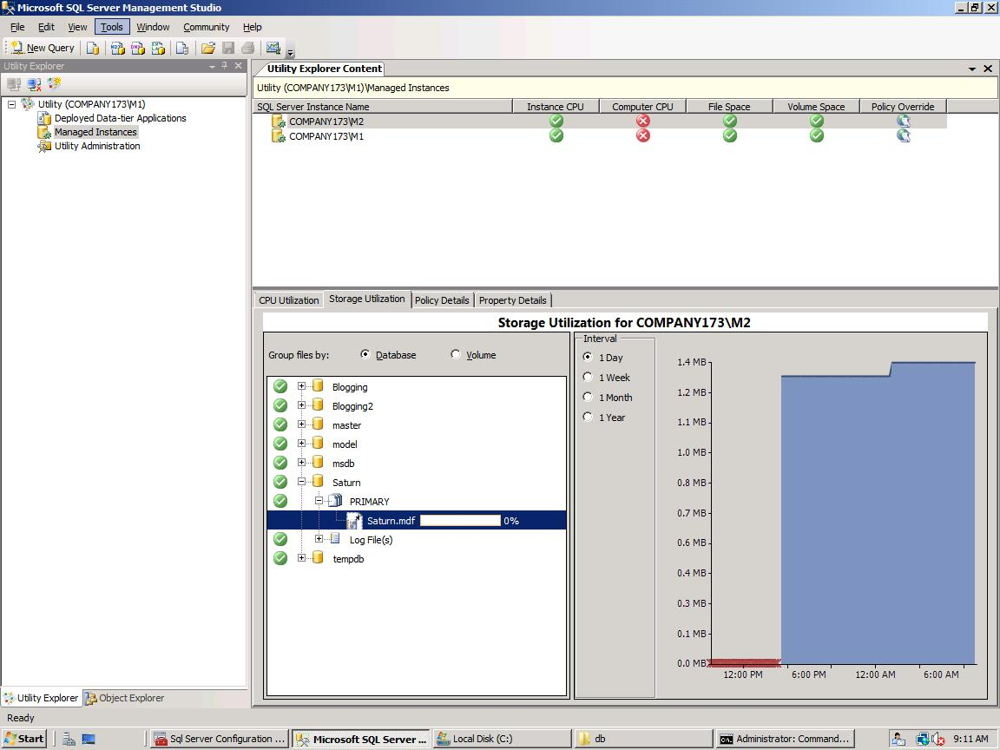 Microsoft SQL Server Management Studio
File Edit View Tools Window Community Help
New Query
Utility Explorer
Utility (COMPANY173\M1)
Deployed Data-tier Applications
Managed Instances
Utility Administration
Utility Explorer Content
Utility (COMPANY173\M1)\Managed Instances
SQL Server Instance Name Instance CPU Computer CPU File Space Volume Space Policy Override
COMPANY173\M2
COMPANY173\M1
CPU Utilization Storage Utilization Policy Details Property Details
Storage Utilization for COMPANY173\M2
Group files by: Database Volume
Blogging
Blogging2
master
model
msdb
Saturn
PRIMARY
Saturn.mdf 0%
Log File(s)
tempdb
Interval
1 Day
1 Week
1 Month
1 Year
1.4 MB
1.2 MB
1.1 MB
1.0 MB
0.8 MB
0.7 MB
0.6 MB
0.4 MB
0.3 MB
0.1 MB
0.0 MB
12:00 PM 6:00 PM 12:00 AM 6:00 AM
Utility Explorer Object Explorer
Ready
Start Sql Server Configuration ... Microsoft SQL Server ... Local Disk (C:) db Administrator: Command... 9:11 AM